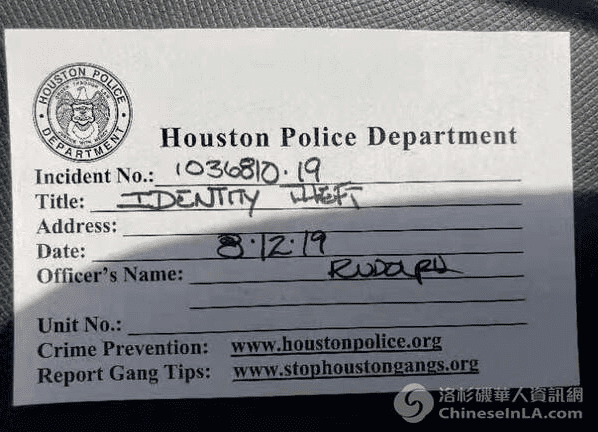 HOUSTON POLICE
DEPARTMENT
Houston Police Department
Incident No.: 1036810.19
Title: IDENTITY THEFT
Address:
Date: 8.12.19
Officer's Name: RUDOLPH
Unit No.:
Crime Prevention: www.houstonpolice.org
Report Gang Tips: www.stophoustongangs.org
洛杉磯華人資訊網
ChineseInLA.com